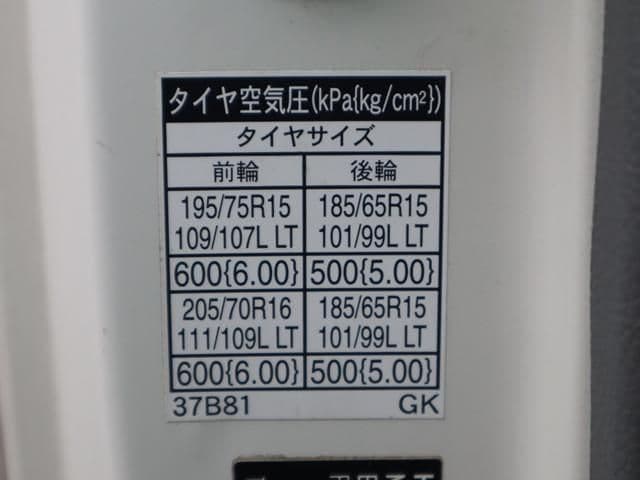 タイヤ空気圧(kPa{kg/cm²})
タイヤサイズ
前輪 後輪
195/75R15 185/65R15
109/107L LT 101/99L LT
600{6.00} 500{5.00}
205/70R16 185/65R15
111/109L LT 101/99L LT
600{6.00} 500{5.00}
37B81 GK